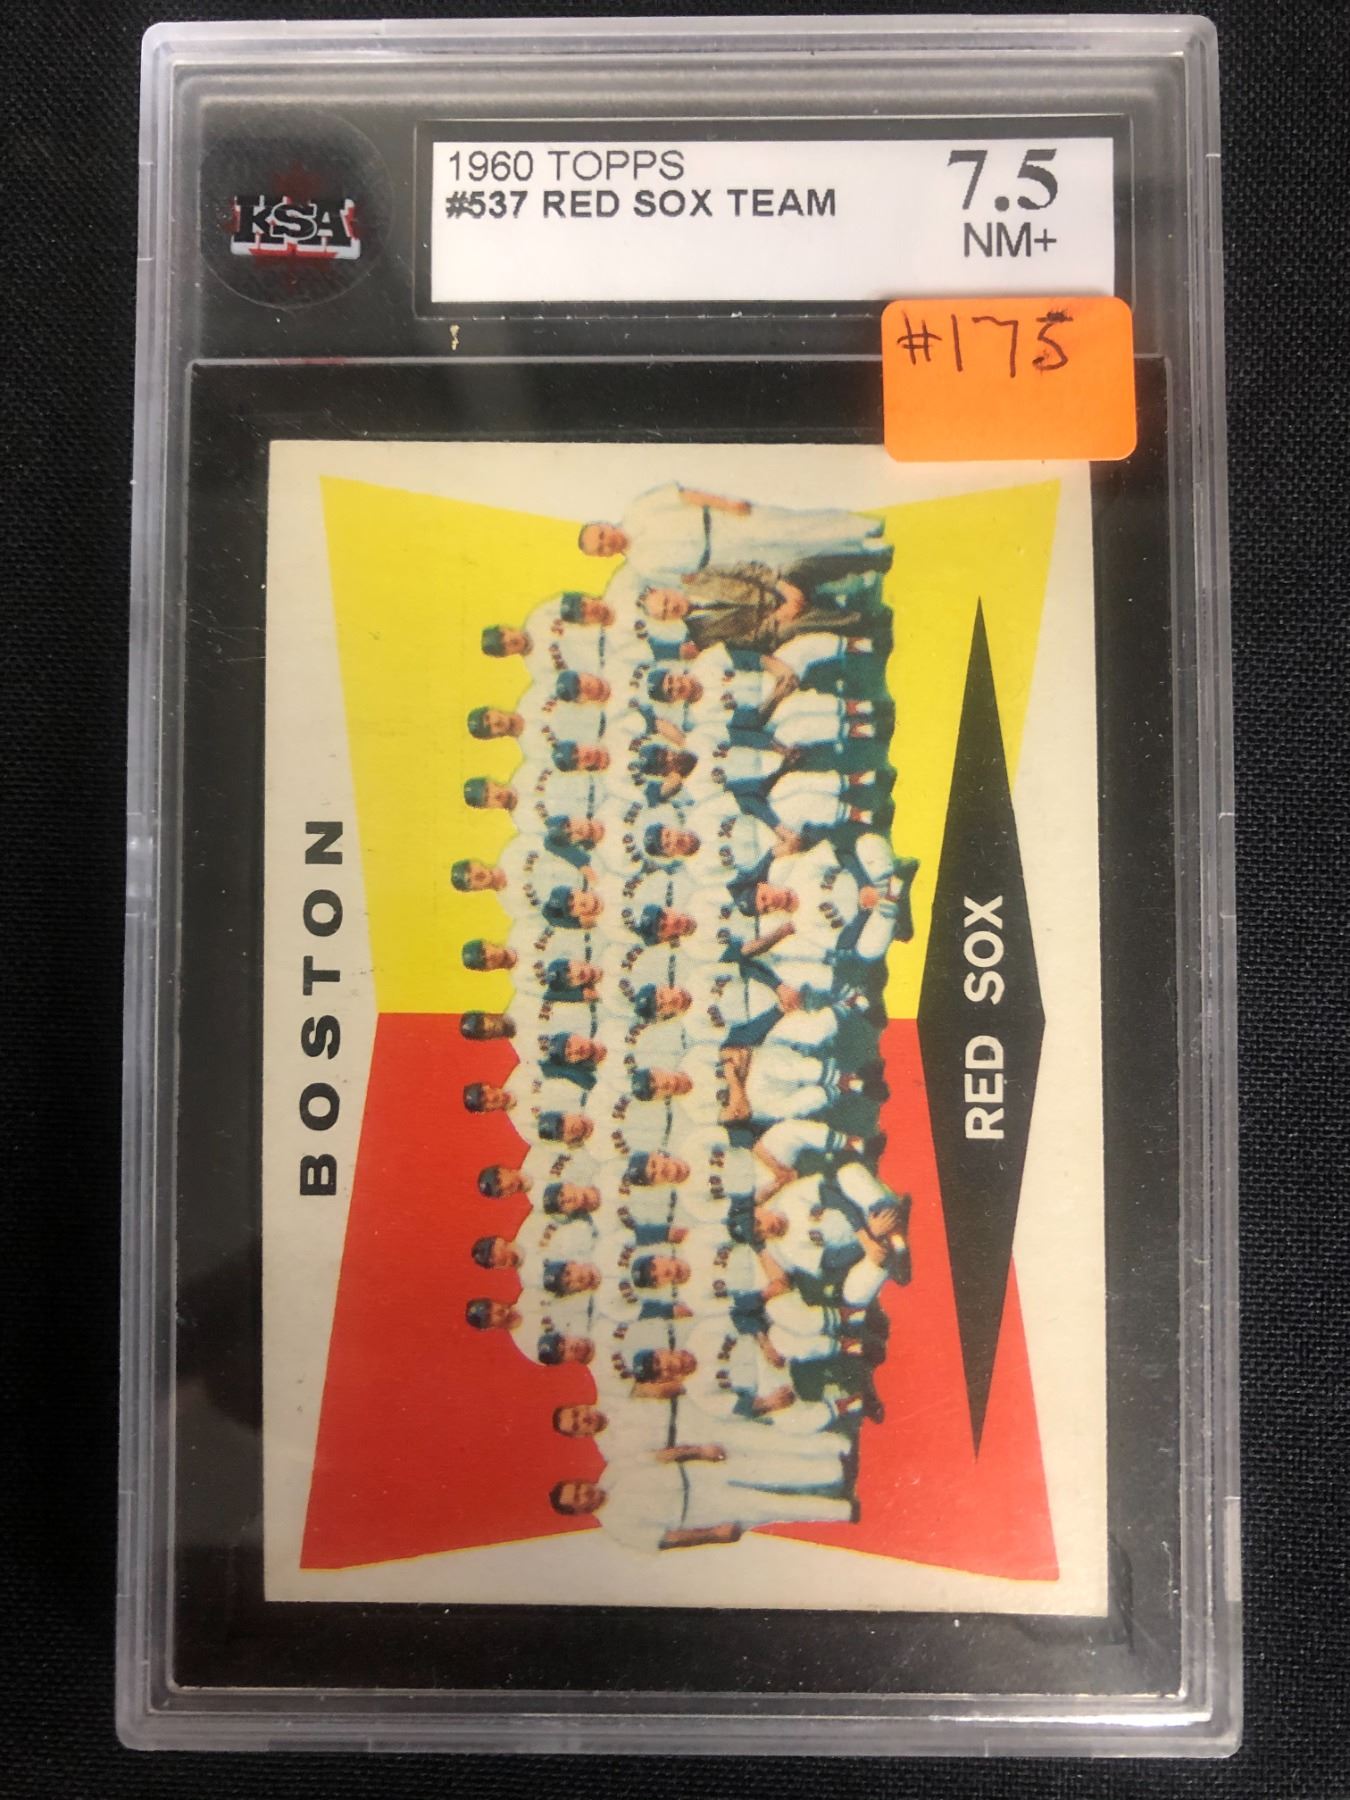 KSA
1960 TOPPS
#537 RED SOX TEAM
7.5
NM+
#175
BOSTON
RED SOX